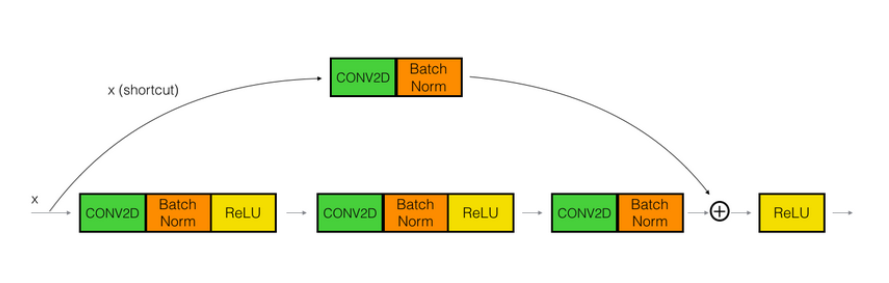 CONV2D
Batch
Norm
x (shortcut)
x
CONV2D
Batch
Norm
ReLU
CONV2D
Batch
Norm
ReLU
CONV2D
Batch
Norm
ReLU